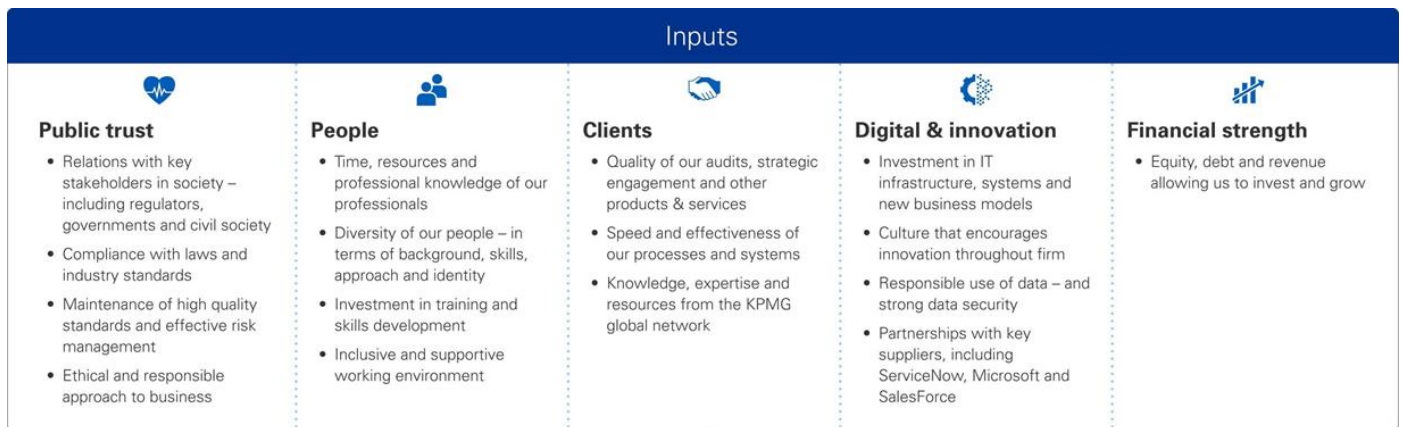 Inputs
Public trust
• Relations with key
stakeholders in society –
including regulators,
governments and civil society
• Compliance with laws and
industry standards
• Maintenance of high quality
standards and effective risk
management
• Ethical and responsible
approach to business
People
• Time, resources and
professional knowledge of our
professionals
• Diversity of our people – in
terms of background, skills,
approach and identity
• Investment in training and
skills development
• Inclusive and supportive
working environment
Clients
• Quality of our audits, strategic
engagement and other
products & services
• Speed and effectiveness of
our processes and systems
• Knowledge, expertise and
resources from the KPMG
global network
Digital & innovation
• Investment in IT
infrastructure, systems and
new business models
• Culture that encourages
innovation throughout firm
• Responsible use of data – and
strong data security
• Partnerships with key
suppliers, including
ServiceNow, Microsoft and
SalesForce
Financial strength
• Equity, debt and revenue
allowing us to invest and grow